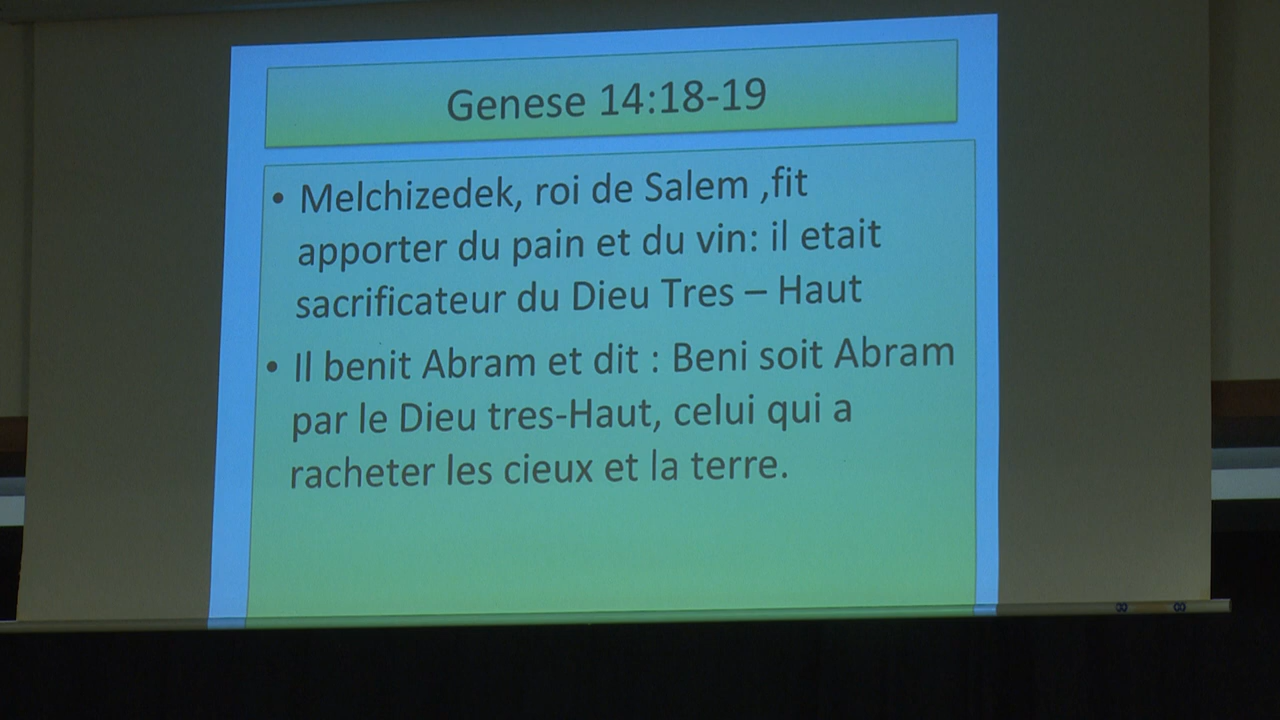 Genese 14:18-19
• Melchizedek, roi de Salem ,fit
apporter du pain et du vin: il etait
sacrificateur du Dieu Tres – Haut
• Il benit Abram et dit : Beni soit Abram
par le Dieu tres-Haut, celui qui a
racheter les cieux et la terre.